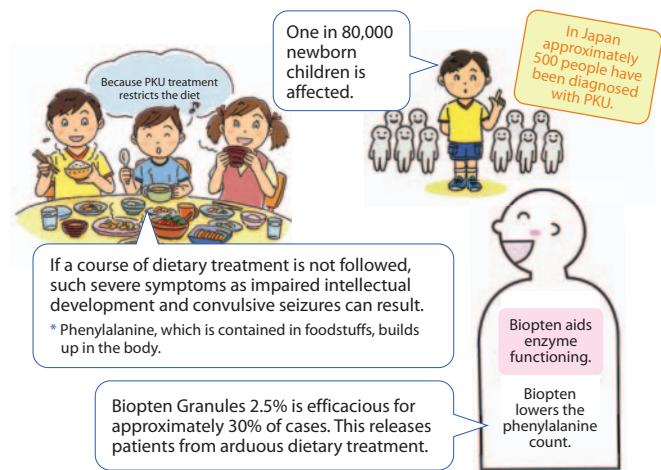 Because PKU treatment
restricts the diet
One in 80,000
newborn
children is
affected.
In Japan
approximately
500 people have
been diagnosed
with PKU.
If a course of dietary treatment is not followed,
such severe symptoms as impaired intellectual
development and convulsive seizures can result.
* Phenylalanine, which is contained in foodstuffs, builds
up in the body.
Biopten aids
enzyme
functioning.
Biopten
lowers the
phenylalanine
count.
Biopten Granules 2.5% is efficacious for
approximately 30% of cases. This releases
patients from arduous dietary treatment.